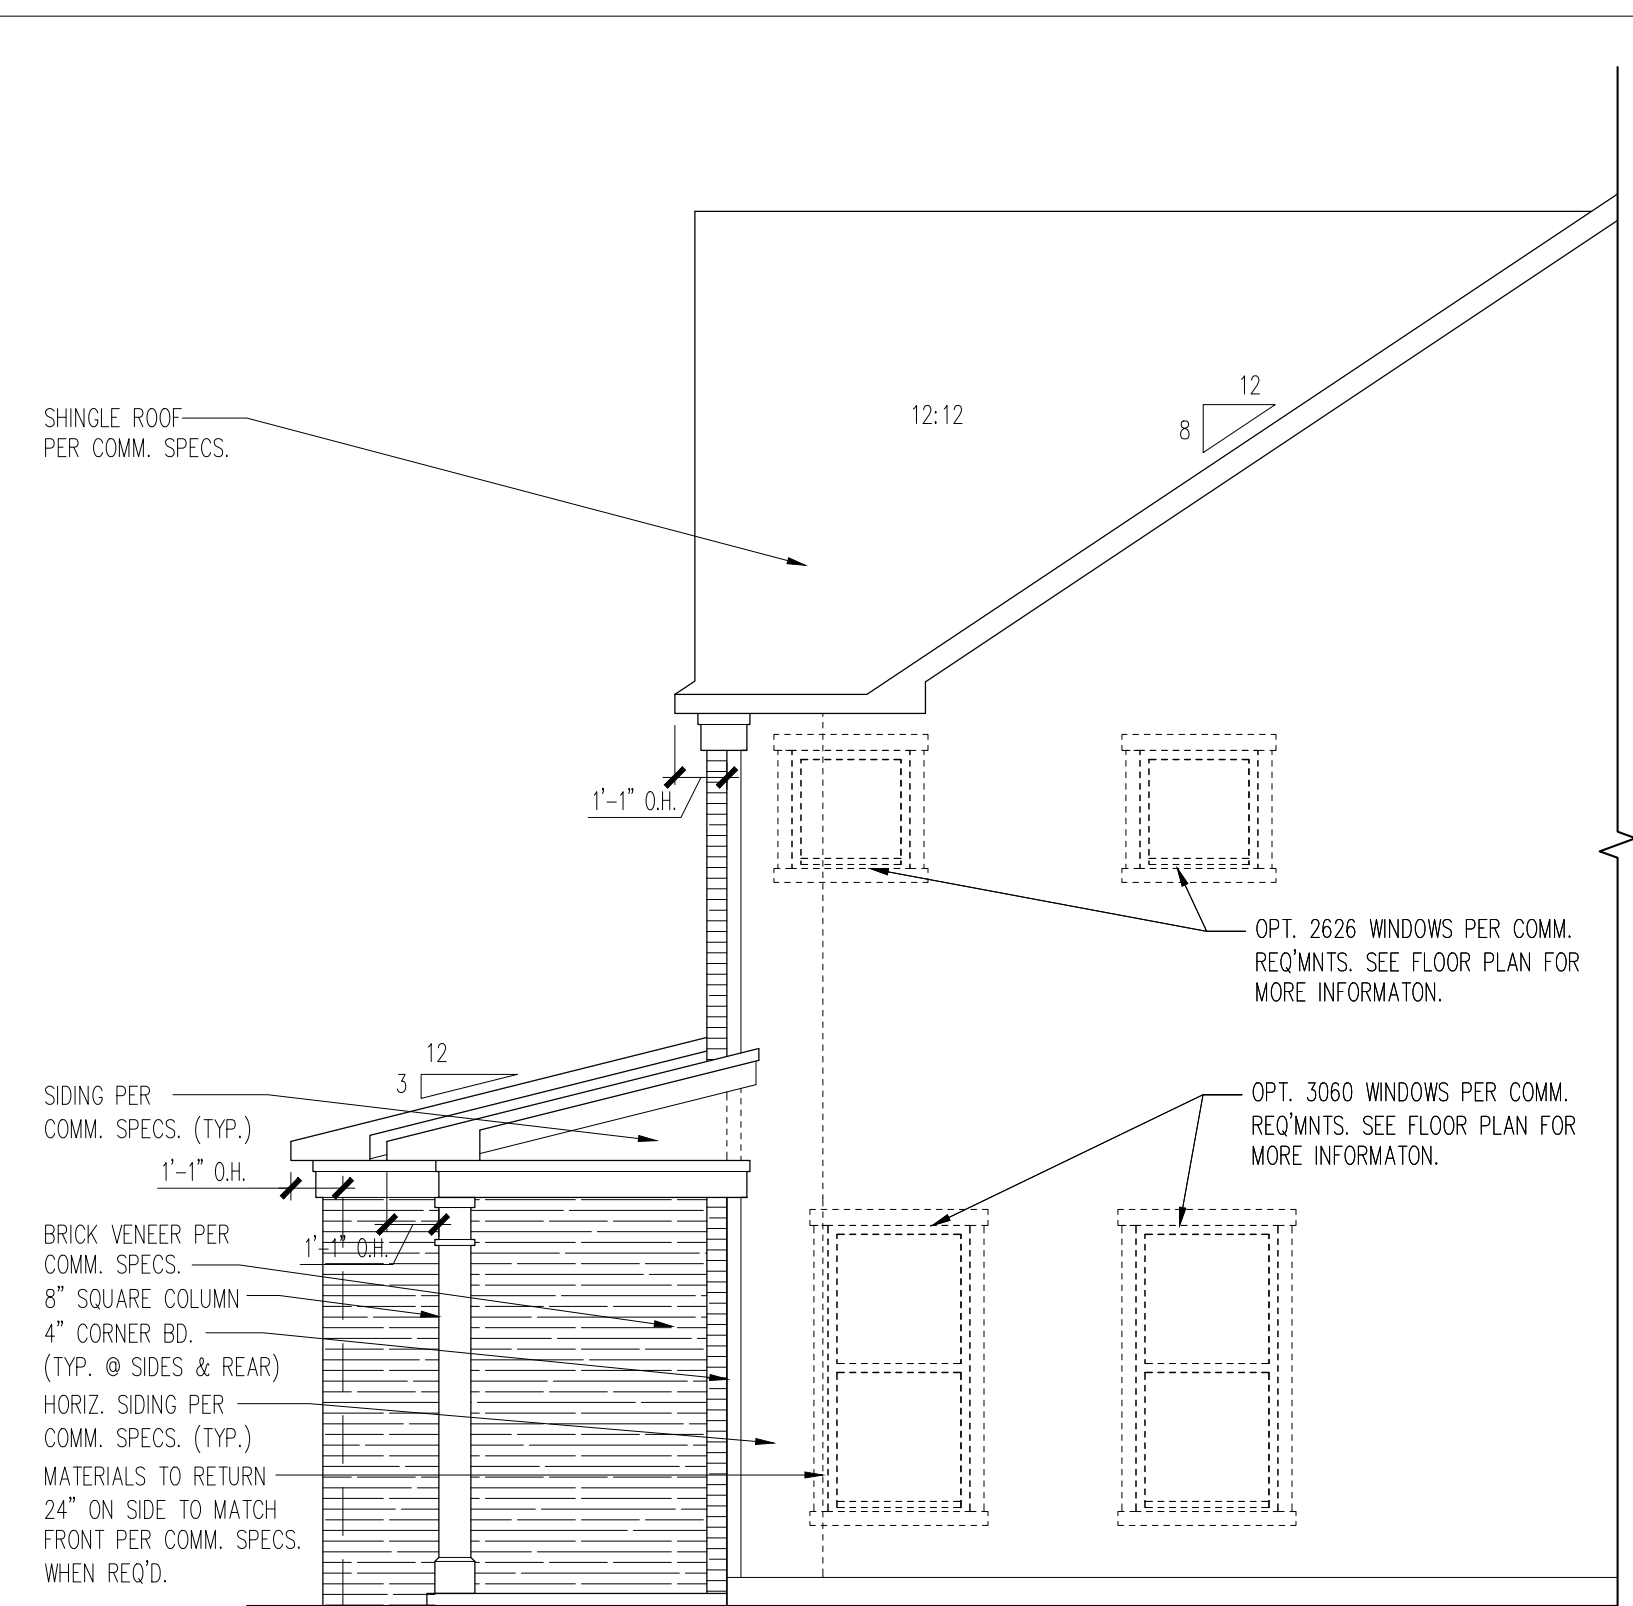 12
12:12
8
SHINGLE ROOF
PER COMM. SPECS.
1'-1" O.H.
OPT. 2626 WINDOWS PER COMM.
REQ'MNTS. SEE FLOOR PLAN FOR
MORE INFORMATON.
12
3
SIDING PER
COMM. SPECS. (TYP.)
1'-1" O.H.
OPT. 3060 WINDOWS PER COMM.
REQ'MNTS. SEE FLOOR PLAN FOR
MORE INFORMATON.
1'-1" O.H.
BRICK VENEER PER
COMM. SPECS.
8" SQUARE COLUMN
4" CORNER BD.
(TYP. @ SIDES & REAR)
HORIZ. SIDING PER
COMM. SPECS. (TYP.)
MATERIALS TO RETURN
24" ON SIDE TO MATCH
FRONT PER COMM. SPECS.
WHEN REQ'D.